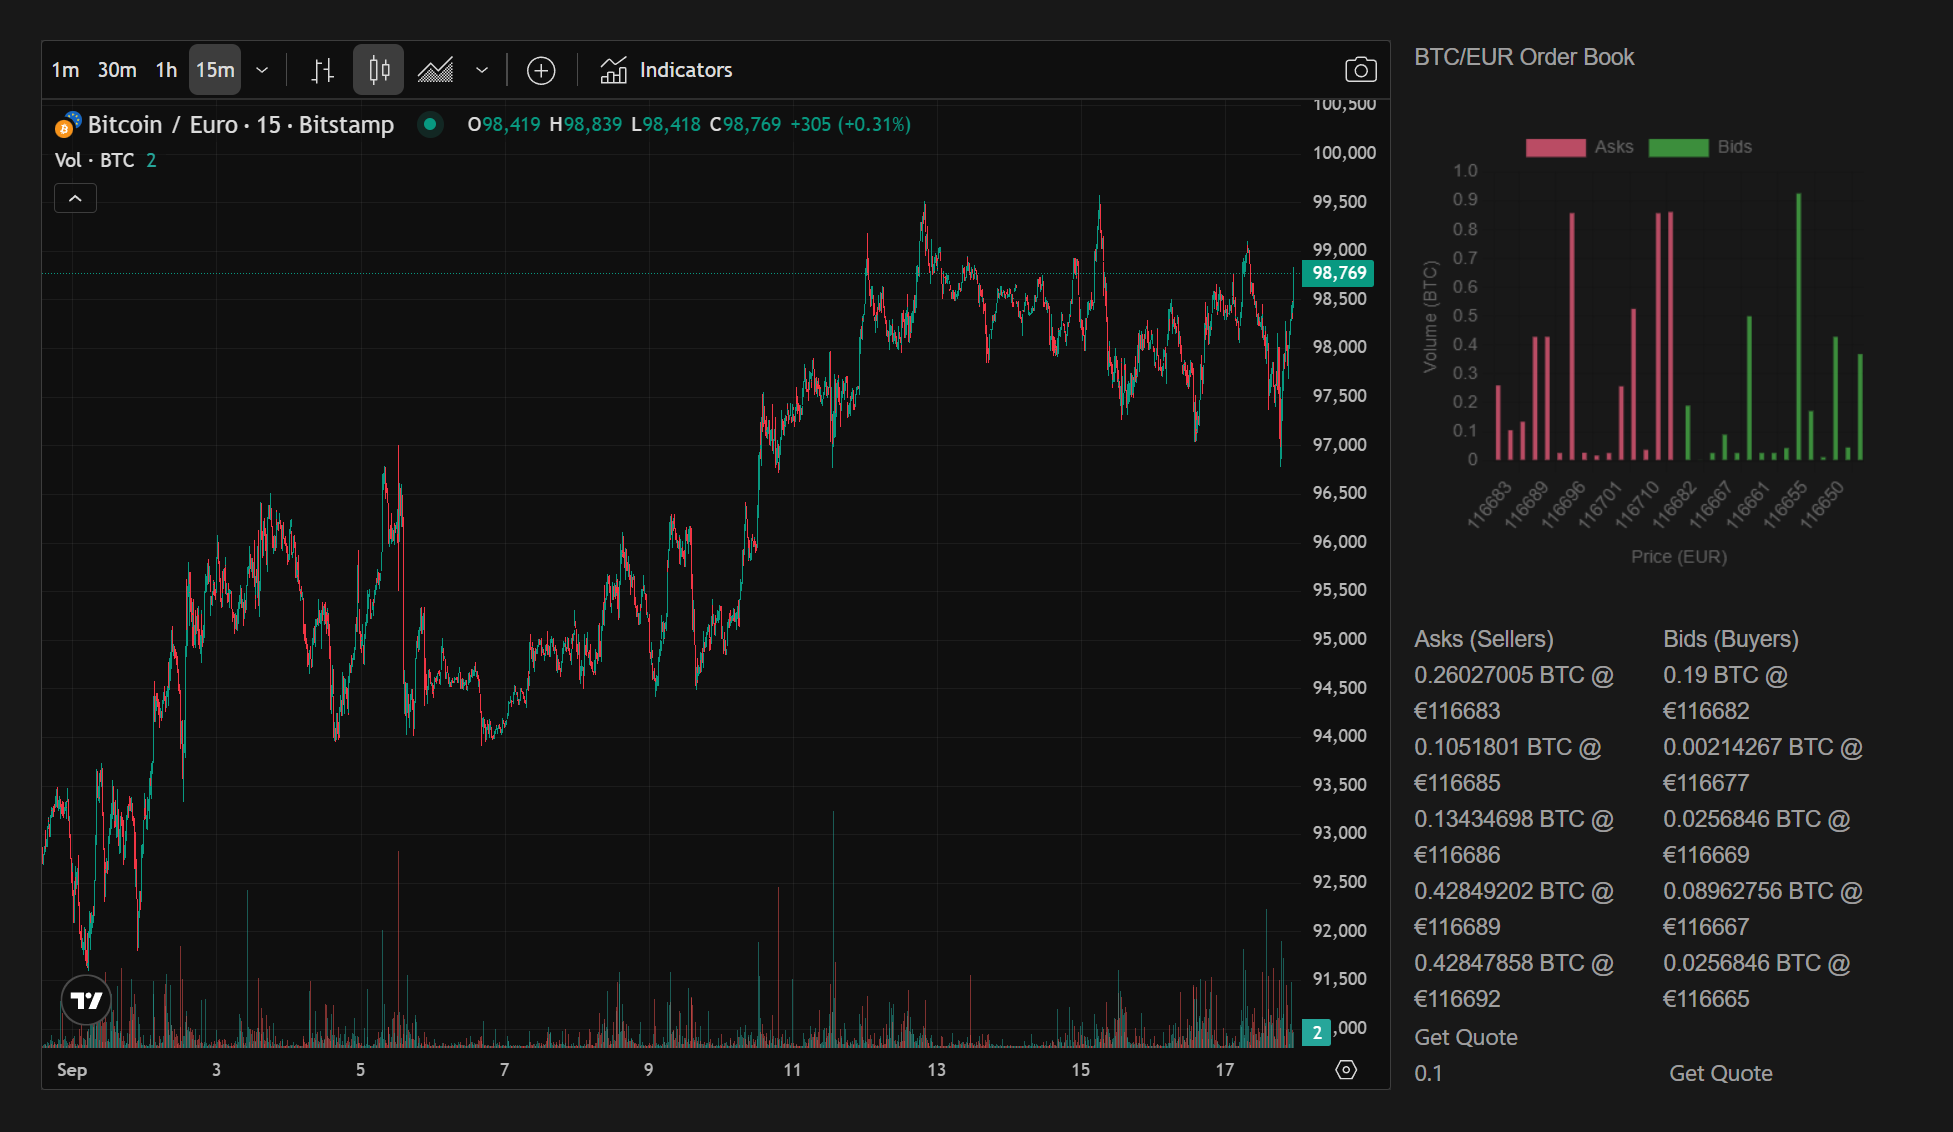 1m 30m 1h 15m Indicators
Bitcoin / Euro · 15 · Bitstamp O98,419 H98,839 L98,418 C98,769 +305 (+0.31%)
Vol · BTC 2
100,500
100,000
99,500
99,000
98,769
98,500
98,000
97,500
97,000
96,500
96,000
95,500
95,000
94,500
94,000
93,500
93,000
92,500
92,000
91,500
2 ,000
Sep 3 5 7 9 11 13 15 17
BTC/EUR Order Book
Asks Bids
Volume (BTC)
1.0
0.9
0.8
0.7
0.6
0.5
0.4
0.3
0.2
0.1
0
116683 116689 116696 116701 116710 116682 116667 116661 116655 116650
Price (EUR)
Asks (Sellers)
0.26027005 BTC @
€116683
0.1051801 BTC @
€116685
0.13434698 BTC @
€116686
0.42849202 BTC @
€116689
0.42847858 BTC @
€116692
Bids (Buyers)
0.19 BTC @
€116682
0.00214267 BTC @
€116677
0.0256846 BTC @
€116669
0.08962756 BTC @
€116667
0.0256846 BTC @
€116665
Get Quote
0.1 Get Quote